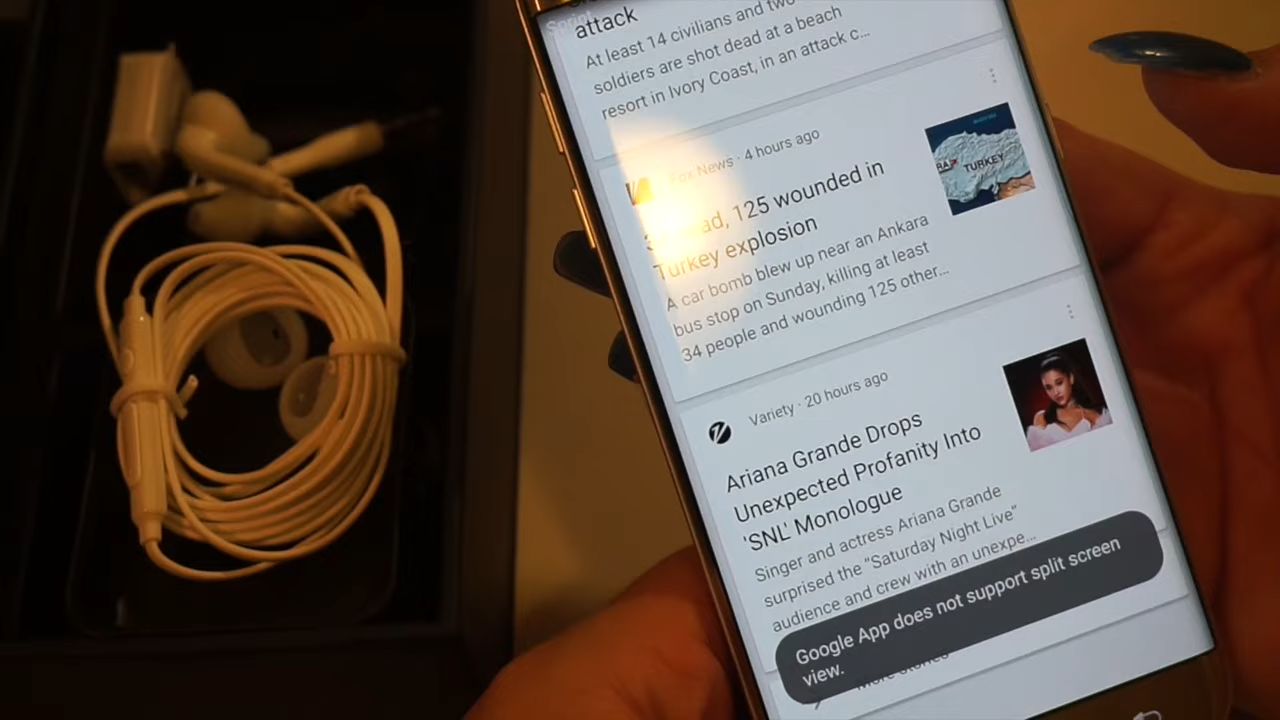 Sprint
attack
At least 14 civilians and two
soldiers are shot dead at a beach
resort in Ivory Coast, in an attack c...
Fox News · 4 hours ago
ad, 125 wounded in
Turkey explosion
A car bomb blew up near an Ankara
bus stop on Sunday, killing at least
34 people and wounding 125 other...
TURKEY
Variety · 20 hours ago
Ariana Grande Drops
Unexpected Profanity Into
'SNL' Monologue
Singer and actress Ariana Grande
surprised the “Saturday Night Live”
audience and crew with an unexpe...
Google App does not support split screen
view.
More stories